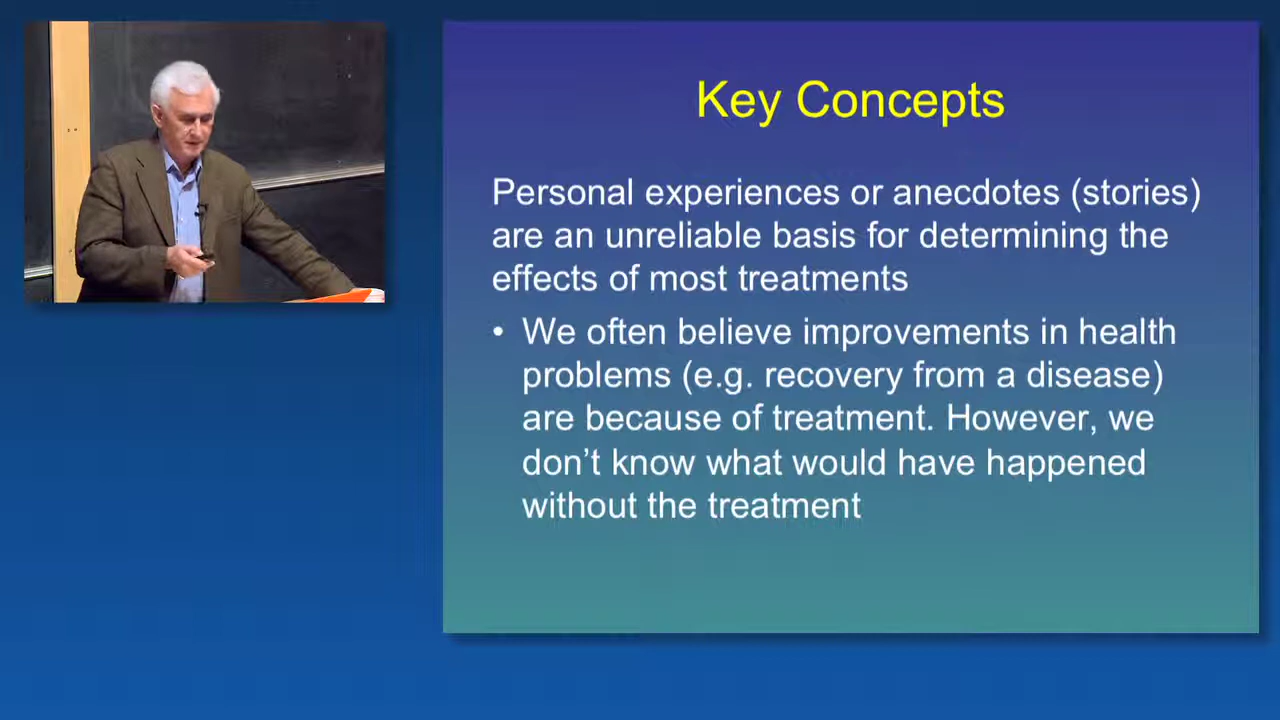 Key Concepts
Personal experiences or anecdotes (stories)
are an unreliable basis for determining the
effects of most treatments
• We often believe improvements in health
problems (e.g. recovery from a disease)
are because of treatment. However, we
don’t know what would have happened
without the treatment